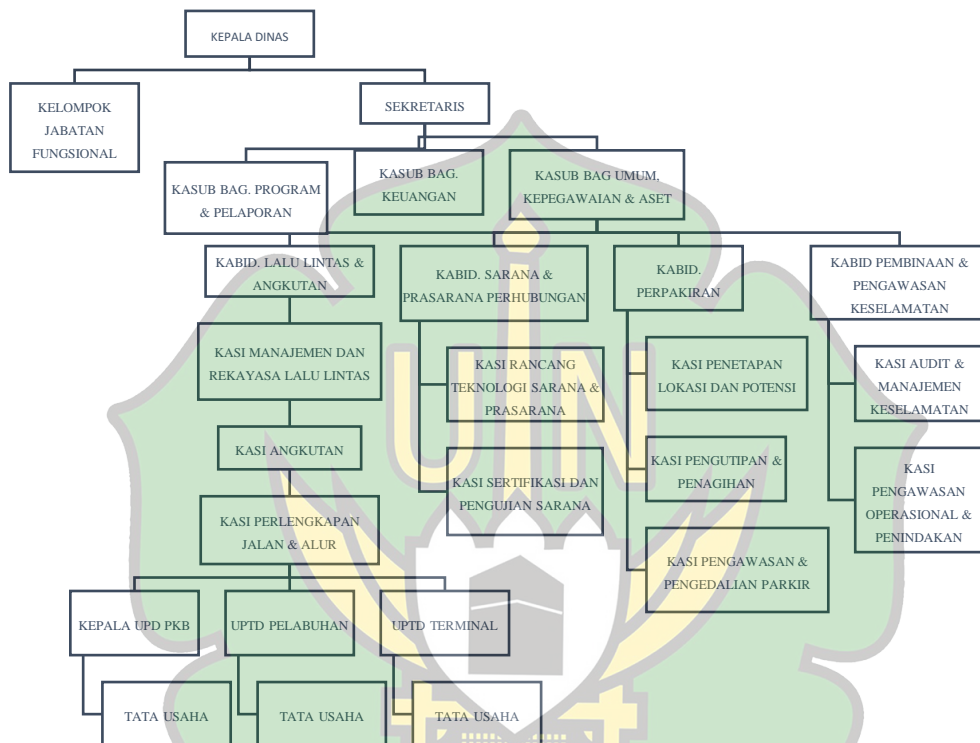 KEPALA DINAS
KELOMPOK
JABATAN
FUNGSIONAL
SEKRETARIS
KASUB BAG. PROGRAM
& PELAPORAN
KASUB BAG.
KEUANGAN
KASUB BAG UMUM,
KEPEGAWAIAN & ASET
KABID. LALU LINTAS &
ANGKUTAN
KABID. SARANA &
PRASARANA PERHUBUNGAN
KABID.
PERPAKIRAN
KABID PEMBINAAN &
PENGAWASAN
KESELAMATAN
KASI MANAJEMEN DAN
REKAYASA LALU LINTAS
KASI RANCANG
TEKNOLOGI SARANA &
PRASARANA
KASI PENETAPAN
LOKASI DAN POTENSI
KASI AUDIT &
MANAJEMEN
KESELAMATAN
KASI ANGKUTAN
KASI SERTIFIKASI DAN
PENGUJIAN SARANA
KASI PENGUTIPAN &
PENAGIHAN
KASI
PENGAWASAN
OPERASIONAL &
PENINDAKAN
KASI PERLENGKAPAN
JALAN & ALUR
KASI PENGAWASAN &
PENGEDALIAN PARKIR
KEPALA UPD PKB
UPTD PELABUHAN
UPTD TERMINAL
TATA USAHA
TATA USAHA
TATA USAHA
UIN